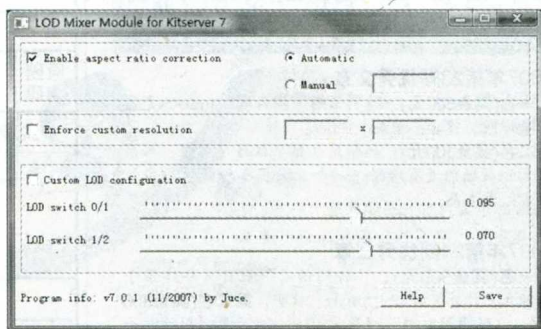 LOD Mixer Module for Kitserver 7
Enable aspect ratio correction
Automatic
Manual
Enforce custom resolution
x
Custom LOD configuration
LOD switch 0/1
0.095
LOD switch 1/2
0.070
Program info: v7.0.1 (11/2007) by Juce.
Help
Save